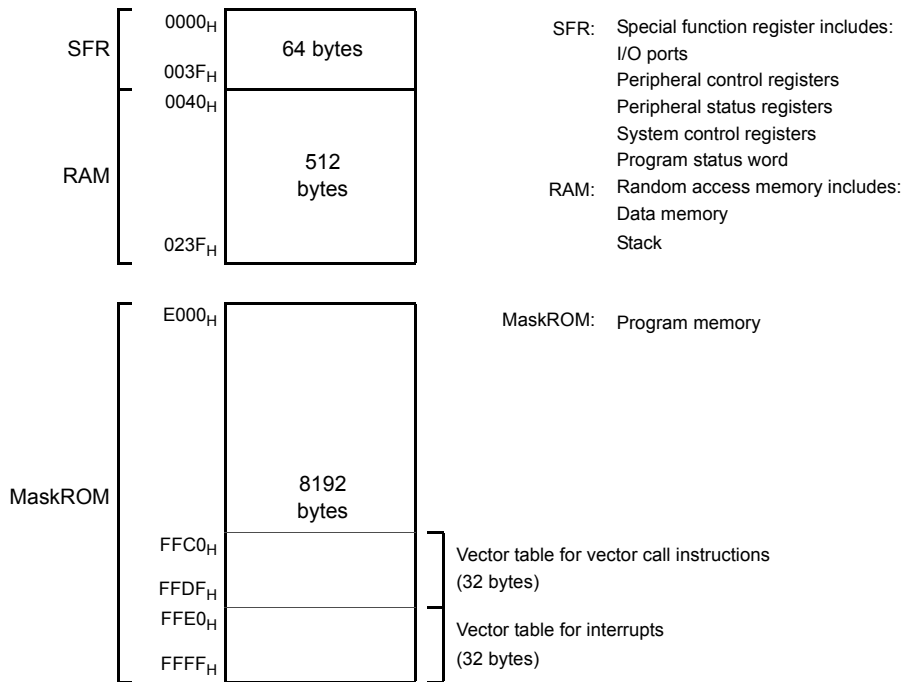 0000H
SFR
64 bytes
003FH
0040H
RAM
512
bytes
023FH
SFR: Special function register includes:
I/O ports
Peripheral control registers
Peripheral status registers
System control registers
Program status word
RAM: Random access memory includes:
Data memory
Stack
E000H
MaskROM
8192
bytes
FFC0H
FFDFH
FFE0H
FFFFH
Vector table for vector call instructions
(32 bytes)
Vector table for interrupts
(32 bytes)
MaskROM: Program memory